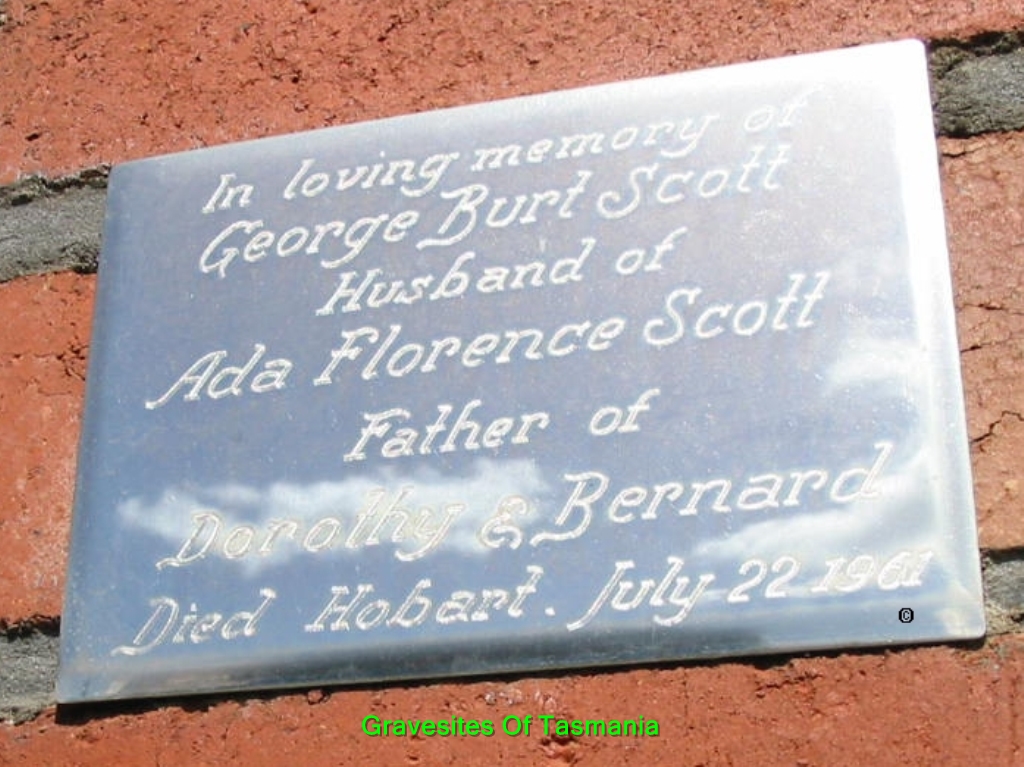 In loving memory of
George Burt Scott
Husband of
Ada Florence Scott
Father of
Dorothy & Bernard
Died Hobart. July 22 1961
©
Gravesites Of Tasmania